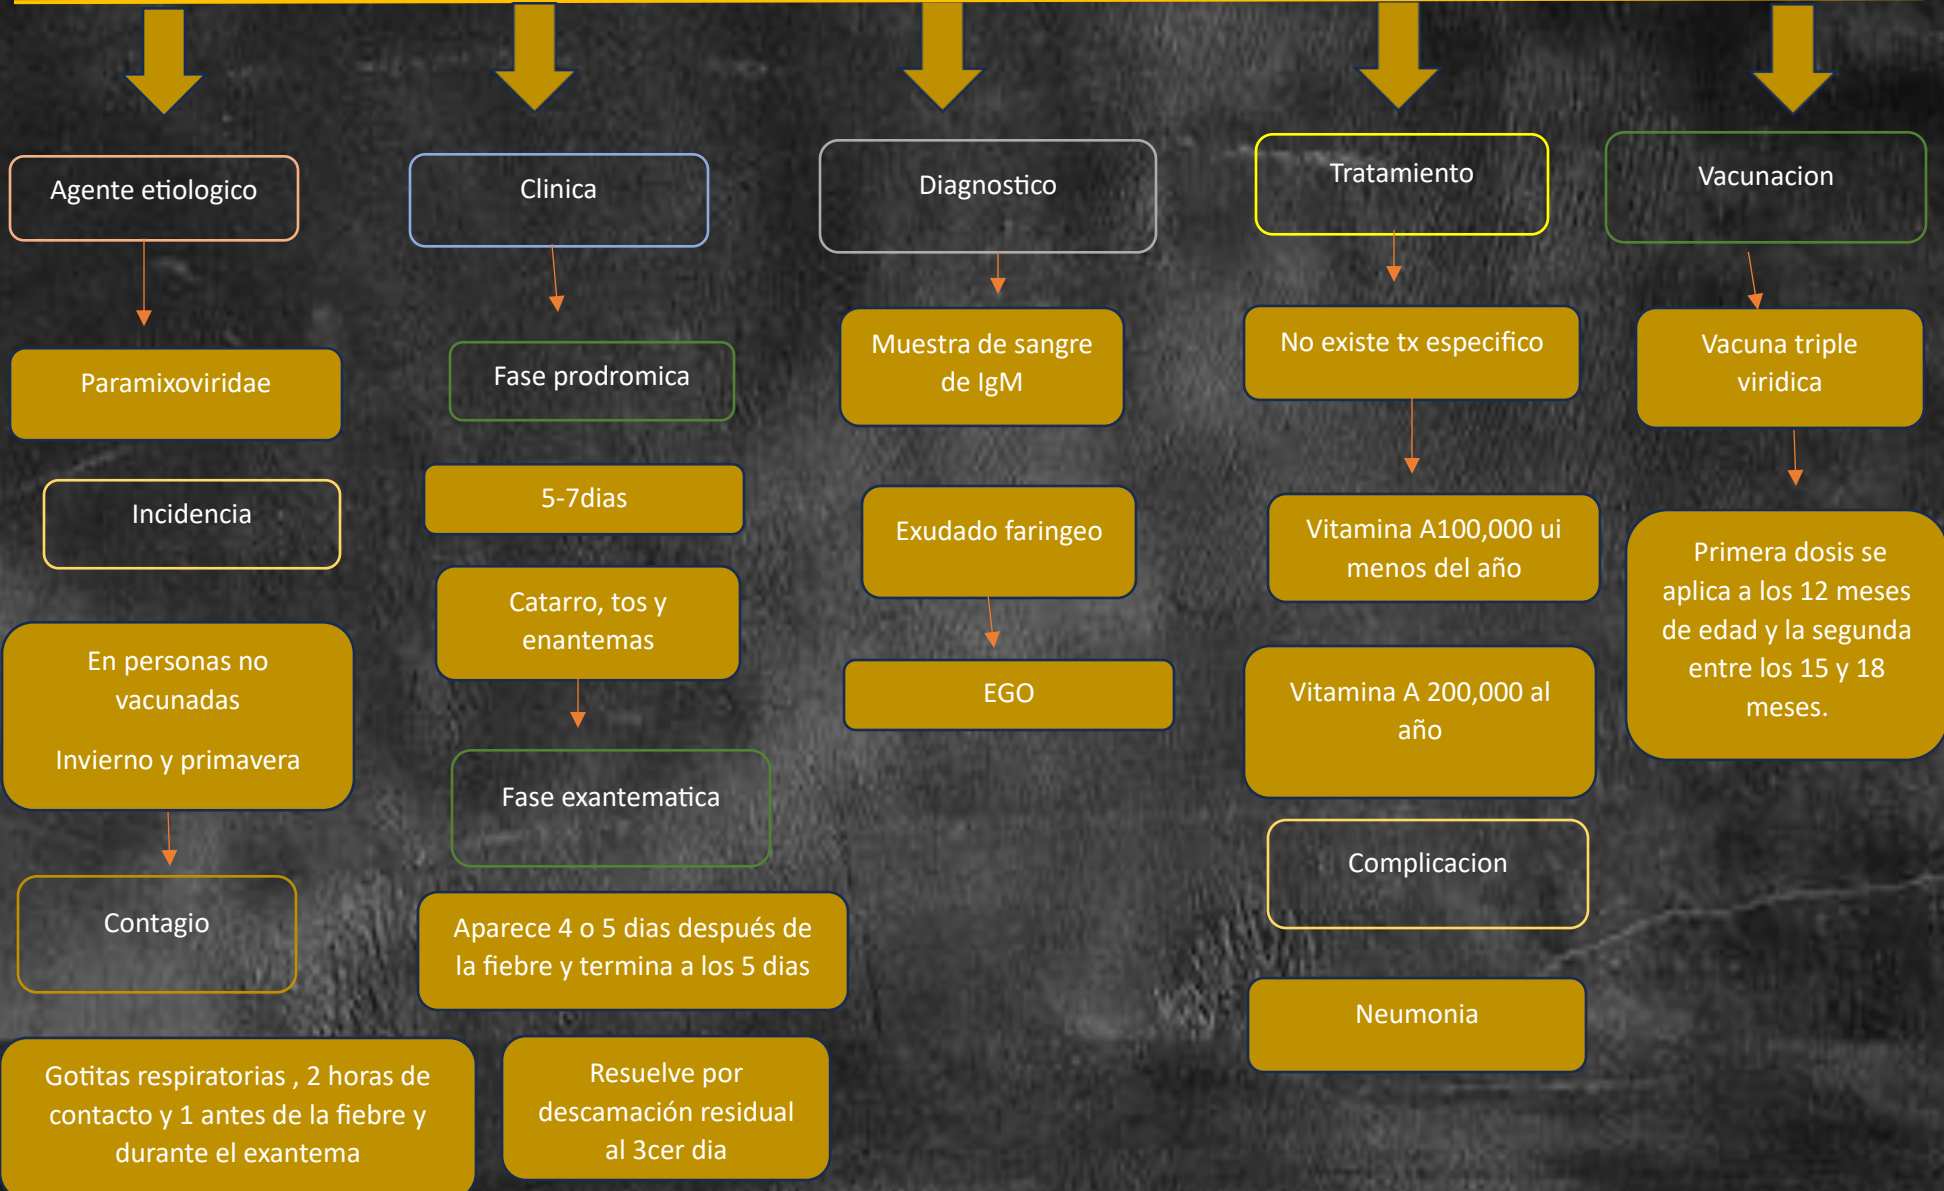 Agente etiologico
Paramixoviridae
Incidencia
En personas no
vacunadas
Invierno y primavera
Contagio
Gotitas respiratorias , 2 horas de
contacto y 1 antes de la fiebre y
durante el exantema
Clinica
Fase prodromica
5-7dias
Catarro, tos y
enantemas
Fase exantematica
Aparece 4 o 5 dias después de
la fiebre y termina a los 5 dias
Resuelve por
descamación residual
al 3cer dia
Diagnostico
Muestra de sangre
de IgM
Exudado faringeo
EGO
Tratamiento
No existe tx especifico
Vitamina A100,000 ui
menos del año
Vitamina A 200,000 al
año
Complicacion
Neumonia
Vacunacion
Vacuna triple
viridica
Primera dosis se
aplica a los 12 meses
de edad y la segunda
entre los 15 y 18
meses.